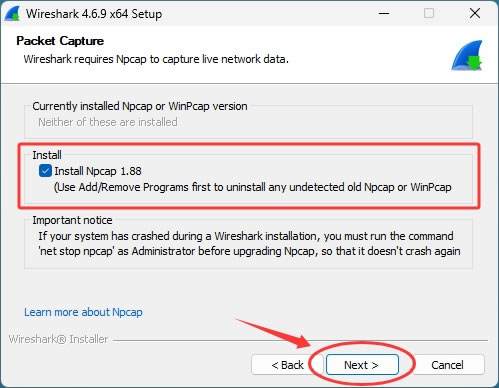 Wireshark 4.6.9 x64 Setup
Packet Capture
Wireshark requires Npcap to capture live network data.
Currently installed Npcap or WinPcap version
Neither of these are installed
Install
Install Npcap 1.88
(Use Add/Remove Programs first to uninstall any undetected old Npcap or WinPcap
Important notice
If your system has crashed during a Wireshark installation, you must run the command
'net stop npcap' as Administrator before upgrading Npcap, so that it doesn't crash again
Learn more about Npcap
Wireshark® Installer
< Back
Next >
Cancel